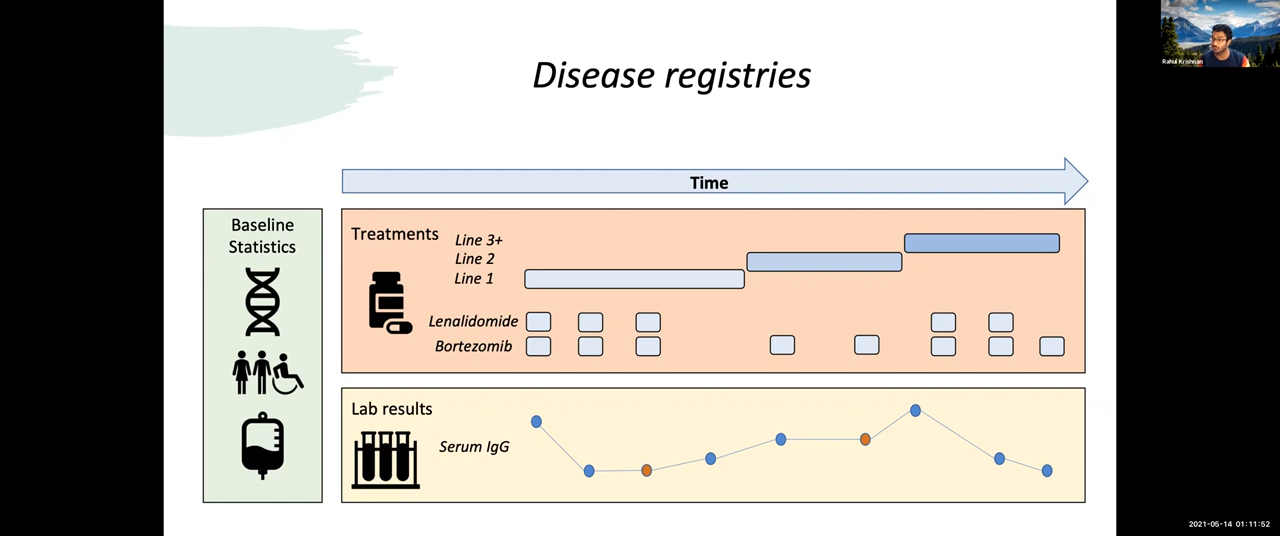 Disease registries
Rahul Krishnan
Time
Baseline
Statistics
Treatments
Line 3+
Line 2
Line 1
Lenalidomide
Bortezomib
Lab results
Serum IgG
2021-05-14 01:11:52